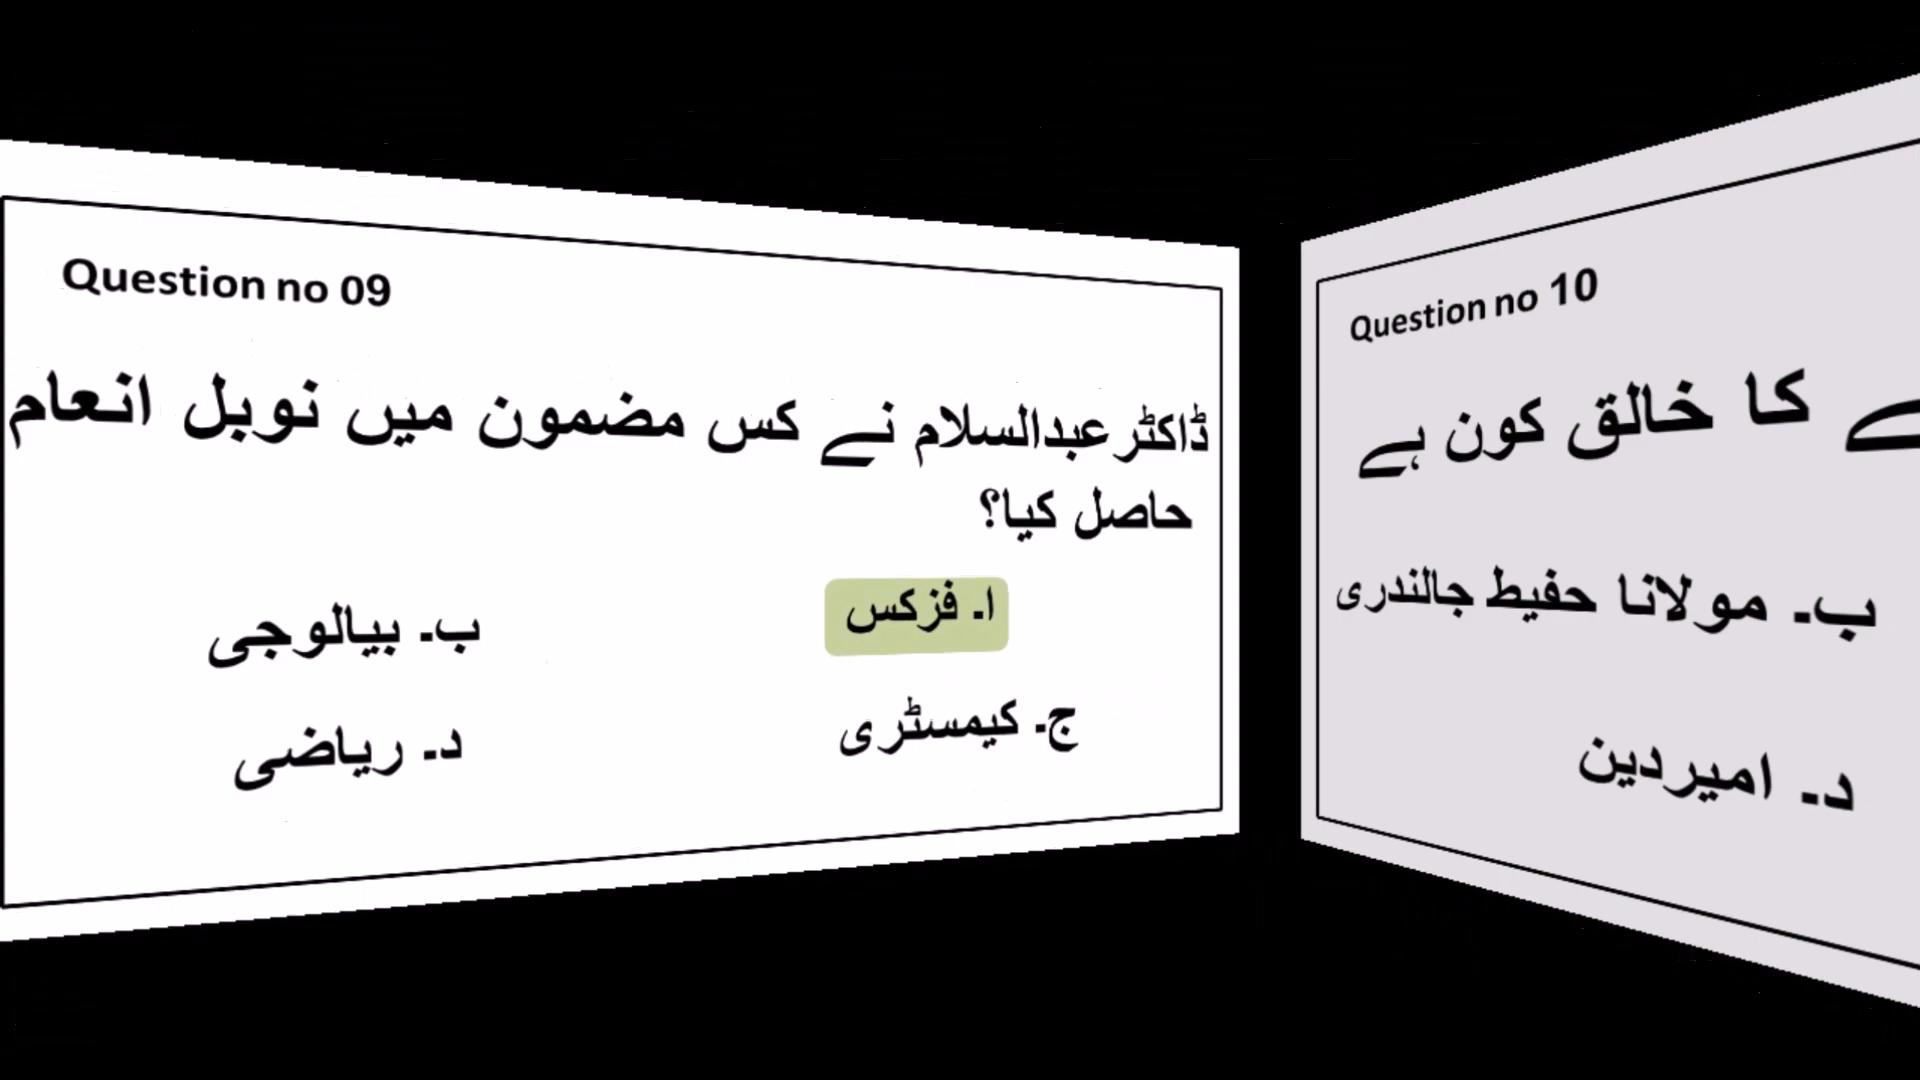 Question no 09
ڈاکٹرعبدالسلام نے کس مضمون میں نوبل انعام
حاصل کیا؟
ا۔ فزکس
ب۔ بیالوجی
ج۔ کیمسٹری
د۔ ریاضی
Question no 10
کا خالق کون ہے
ب۔ مولانا حفیظ جالندری
د۔ امیردین